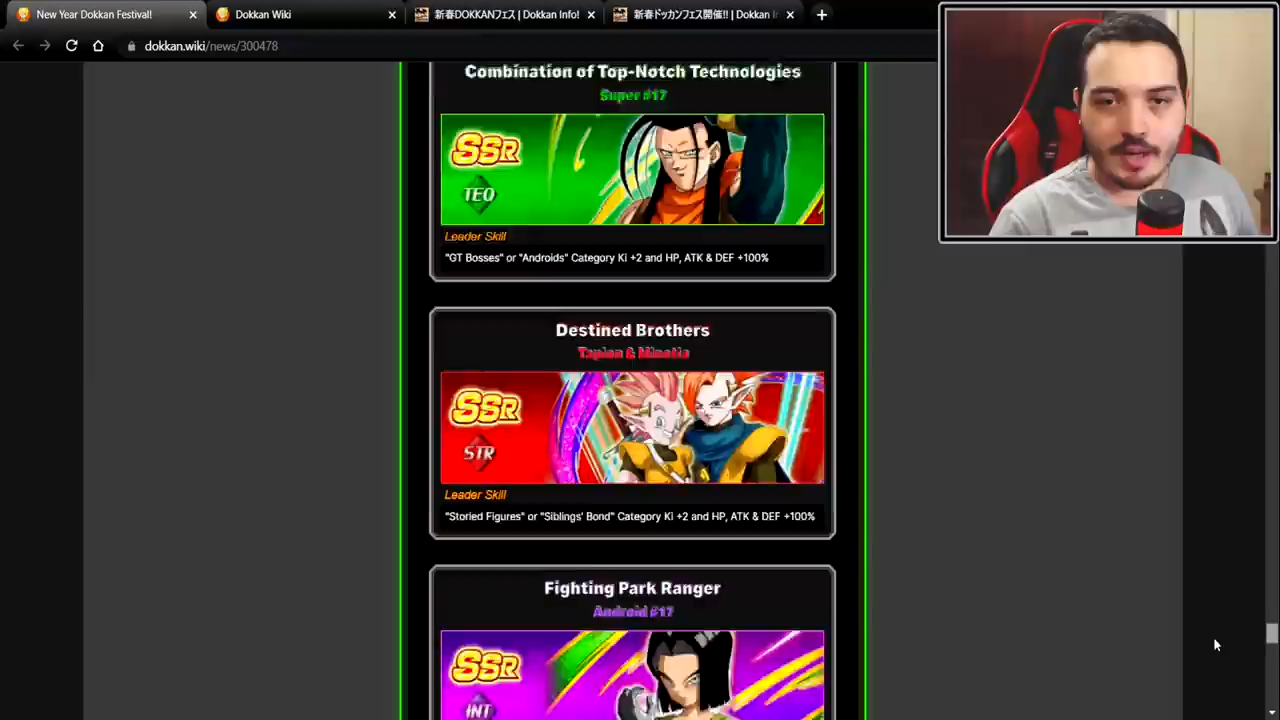 New Year Dokkan Festival!
Dokkan Wiki
新春DOKKANフェス | Dokkan Info!
新春ドッカンフェス開催!! | Dokkan In
dokkan.wiki/news/300478
Combination of Top-Notch Technologies
Super #17
SSR
TEQ
Leader Skill
"GT Bosses" or "Androids" Category Ki +2 and HP, ATK & DEF +100%
Destined Brothers
Tapion & Minotia
SSR
STR
Leader Skill
"Storied Figures" or "Siblings' Bond" Category Ki +2 and HP, ATK & DEF +100%
Fighting Park Ranger
Android #17
SSR
INT